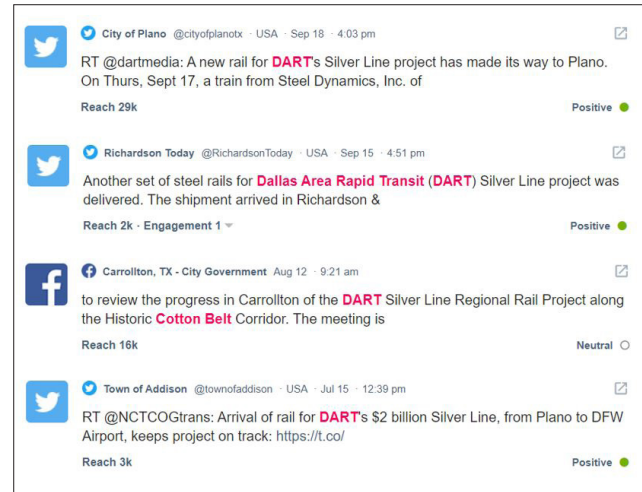 City of Plano @cityofplanotx · USA · Sep 18 · 4:03 pm
RT @dartmedia: A new rail for DART's Silver Line project has made its way to Plano.
On Thurs, Sept 17, a train from Steel Dynamics, Inc. of
Reach 29k Positive
Richardson Today @RichardsonToday · USA · Sep 15 · 4:51 pm
Another set of steel rails for Dallas Area Rapid Transit (DART) Silver Line project was
delivered. The shipment arrived in Richardson &
Reach 2k · Engagement 1 Positive
Carrollton, TX - City Government Aug 12 · 9:21 am
to review the progress in Carrollton of the DART Silver Line Regional Rail Project along
the Historic Cotton Belt Corridor. The meeting is
Reach 16k Neutral
Town of Addison @townofaddison · USA · Jul 15 · 12:39 pm
RT @NCTCOGtrans: Arrival of rail for DART's $2 billion Silver Line, from Plano to DFW
Airport, keeps project on track: https://t.co/
Reach 3k Positive